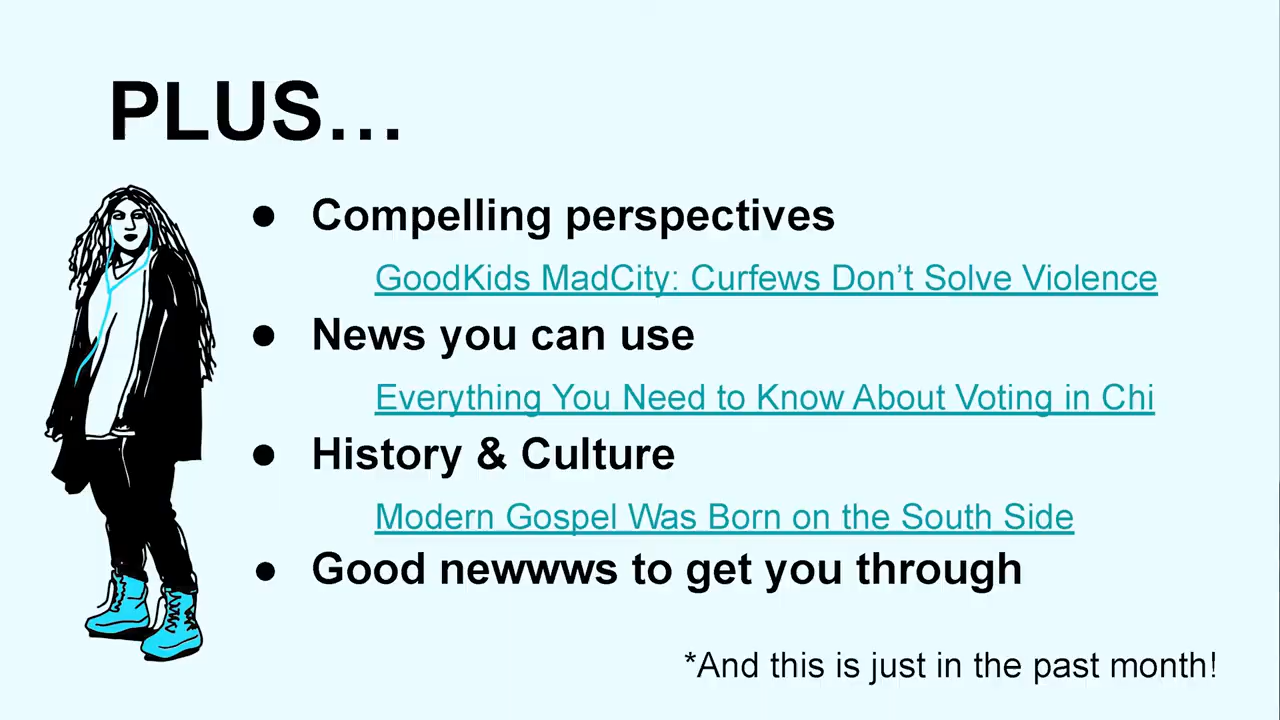 PLUS…
● Compelling perspectives
GoodKids MadCity: Curfews Don’t Solve Violence
● News you can use
Everything You Need to Know About Voting in Chi
● History & Culture
Modern Gospel Was Born on the South Side
● Good newwws to get you through
*And this is just in the past month!